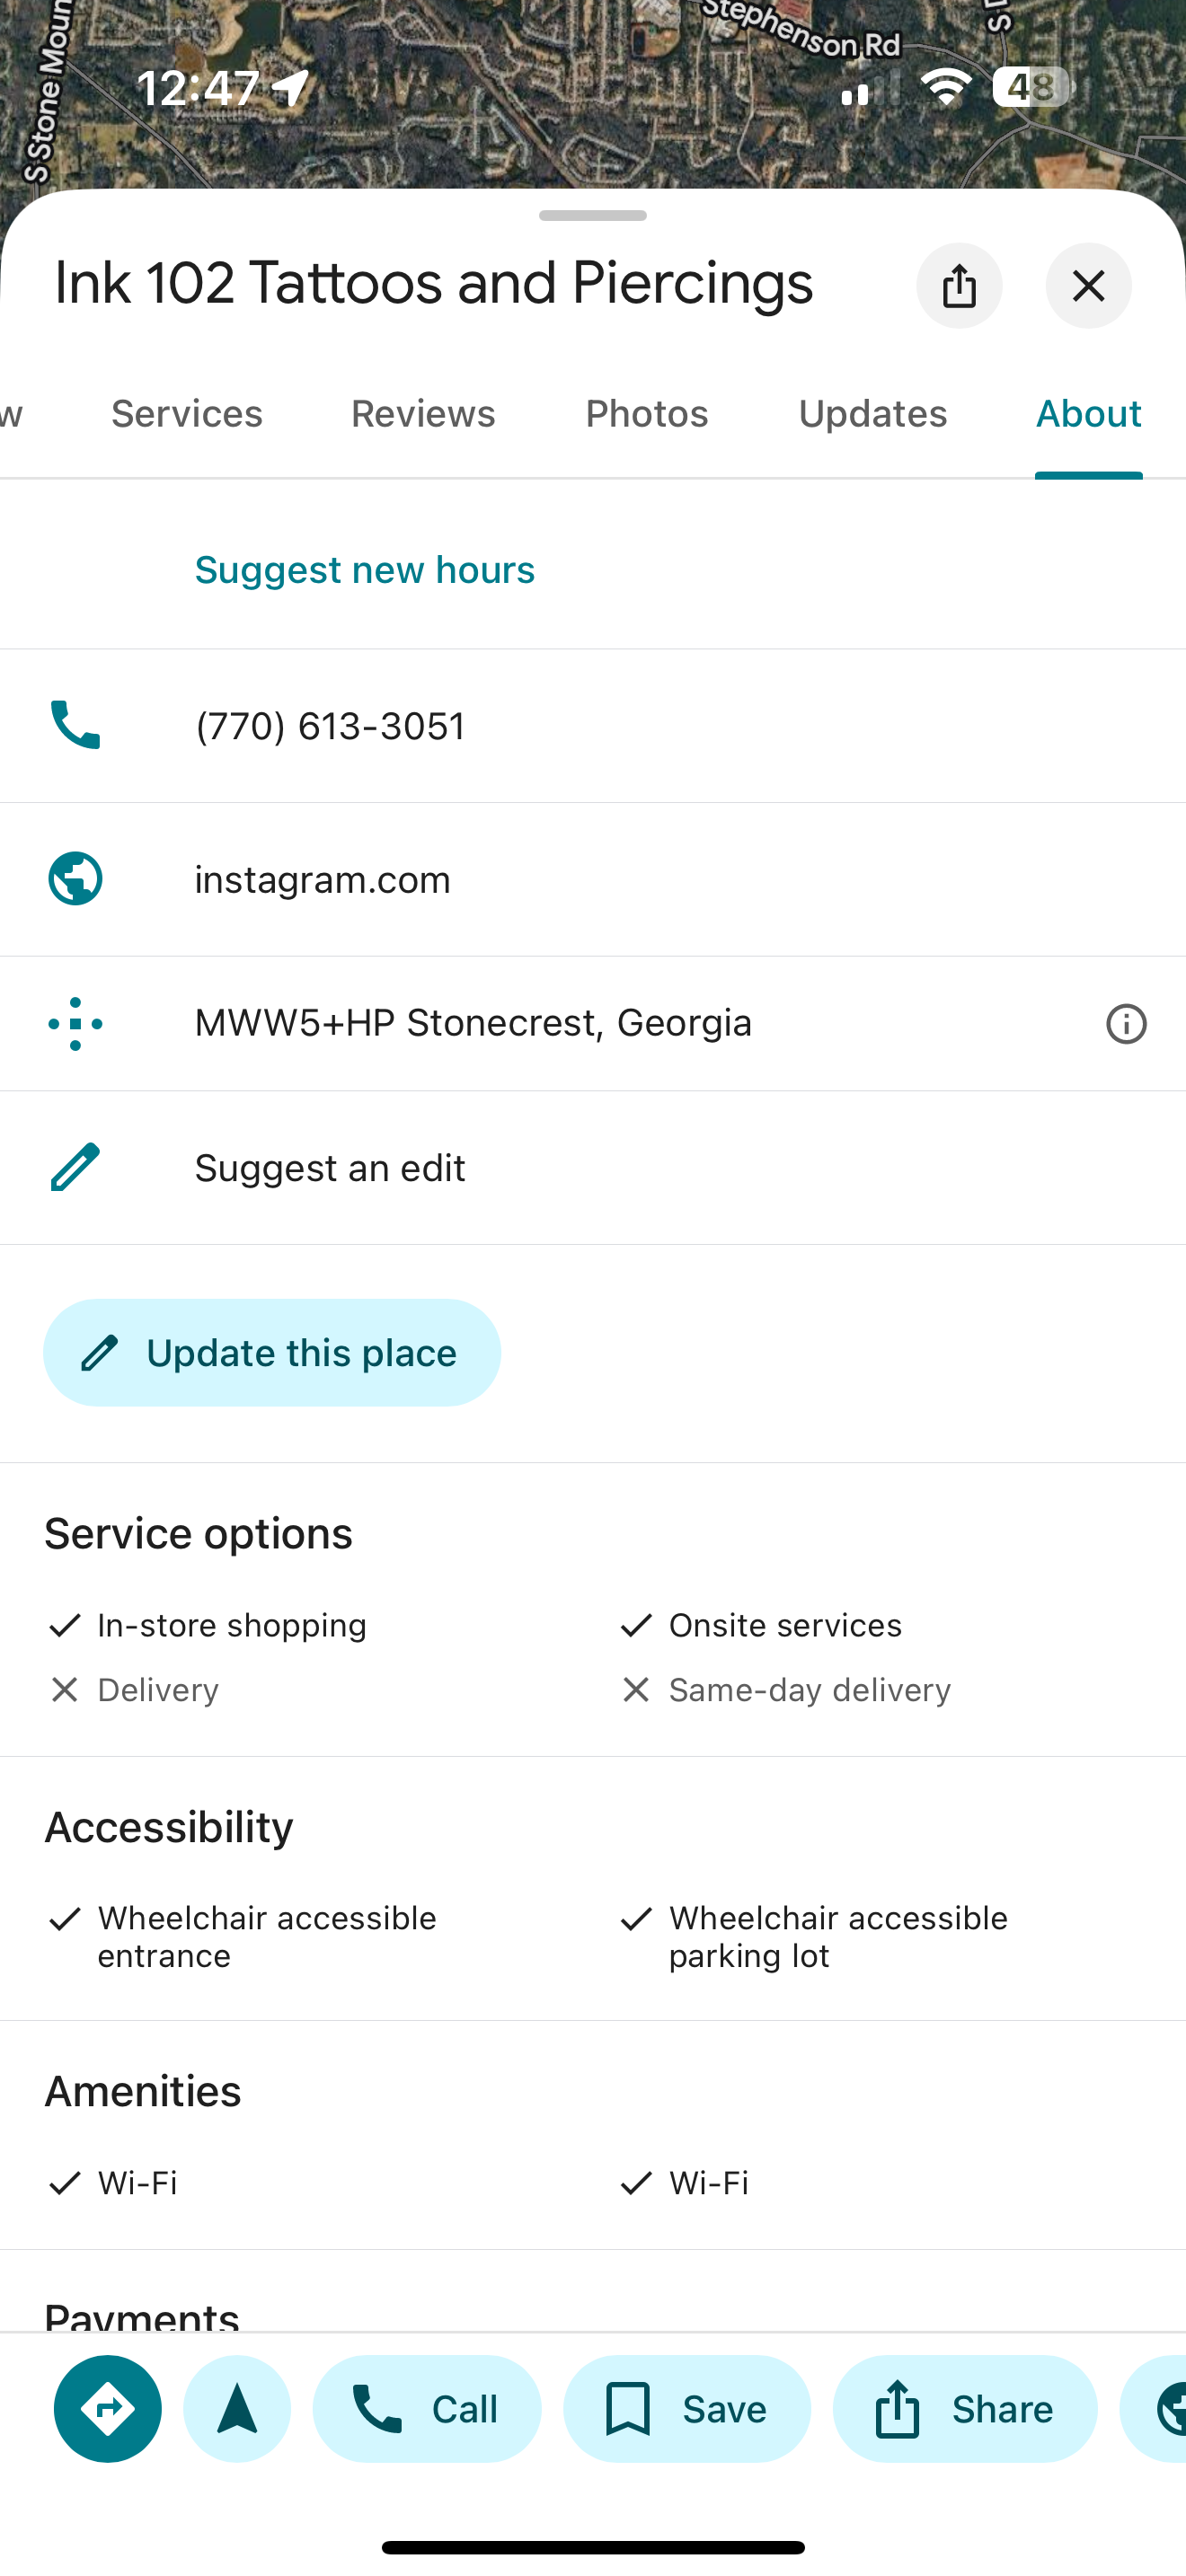 Stephenson Rd
S Stone Moun
S
12:47
48
Ink 102 Tattoos and Piercings
w Services Reviews Photos Updates About
Suggest new hours
(770) 613-3051
instagram.com
MWW5+HP Stonecrest, Georgia
Suggest an edit
Update this place
Service options
In-store shopping Onsite services
Delivery Same-day delivery
Accessibility
Wheelchair accessible Wheelchair accessible
entrance parking lot
Amenities
Wi-Fi Wi-Fi
Payments
Call Save Share